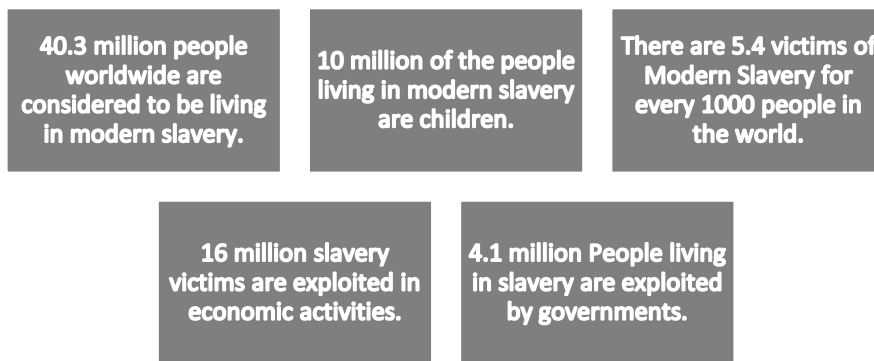 40.3 million people
worldwide are
considered to be living
in modern slavery.
10 million of the people
living in modern slavery
are children.
There are 5.4 victims of
Modern Slavery for
every 1000 people in
the world.
16 million slavery
victims are exploited in
economic activities.
4.1 million People living
in slavery are exploited
by governments.